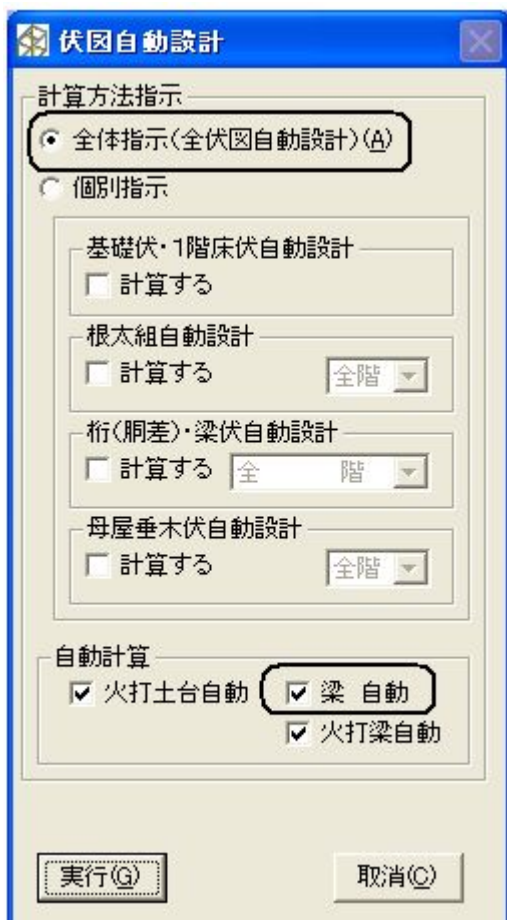 伏図自動設計
計算方法指示
全体指示(全伏図自動設計)(A)
個別指示
基礎伏・1階床伏自動設計
計算する
根太組自動設計
計算する 全階
桁(胴差)・梁伏自動設計
計算する 全 階
母屋垂木伏自動設計
計算する 全階
自動計算
火打土台自動 梁 自動
火打梁自動
実行(G) 取消(C)